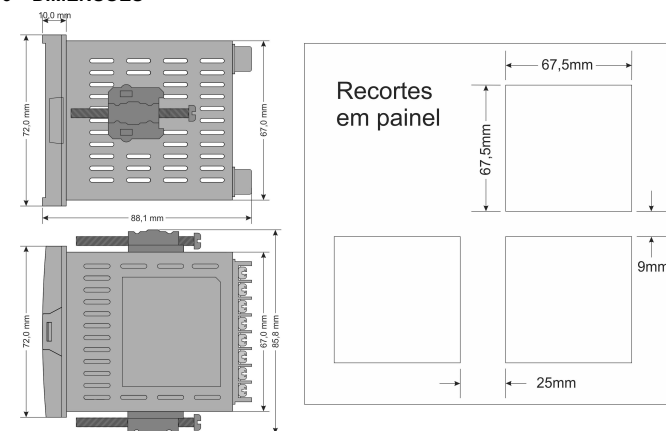 DIMENSÕES
10,0 mm
72,0 mm
67,0 mm
88,1 mm
72,0 mm
67,0 mm
85,8 mm
Recortes
em painel
67,5mm
67,5mm
9mm
25mm